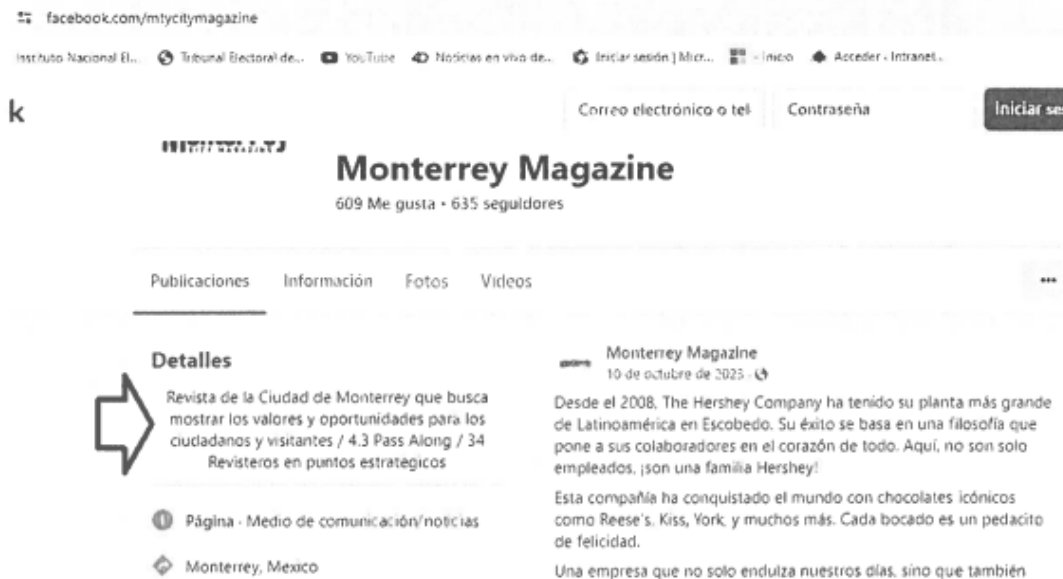 facebook.com/mtycitymagazine
Instituto Nacional El... Tribunal Electoral de... YouTube Noticias en vivo de... Iniciar sesión | Micr... - Inicio Acceder - Intranet...
k
Correo electrónico o tel Contraseña Iniciar ses
Monterrey Magazine
609 Me gusta • 635 seguidores
Publicaciones Información Fotos Videos
Detalles
Revista de la Ciudad de Monterrey que busca
mostrar los valores y oportunidades para los
ciudadanos y visitantes / 4.3 Pass Along / 34
Revisteros en puntos estrategicos
Página · Medio de comunicación/noticias
Monterrey, Mexico
Monterrey Magazine
10 de octubre de 2023 ·
Desde el 2008, The Hershey Company ha tenido su planta más grande
de Latinoamérica en Escobedo. Su éxito se basa en una filosofía que
pone a sus colaboradores en el corazón de todo. Aquí, no son solo
empleados, ¡son una familia Hershey!
Esta compañía ha conquistado el mundo con chocolates icónicos
como Reese's, Kiss, York, y muchos más. Cada bocado es un pedacito
de felicidad.
Una empresa que no solo endulza nuestros días, sino que también